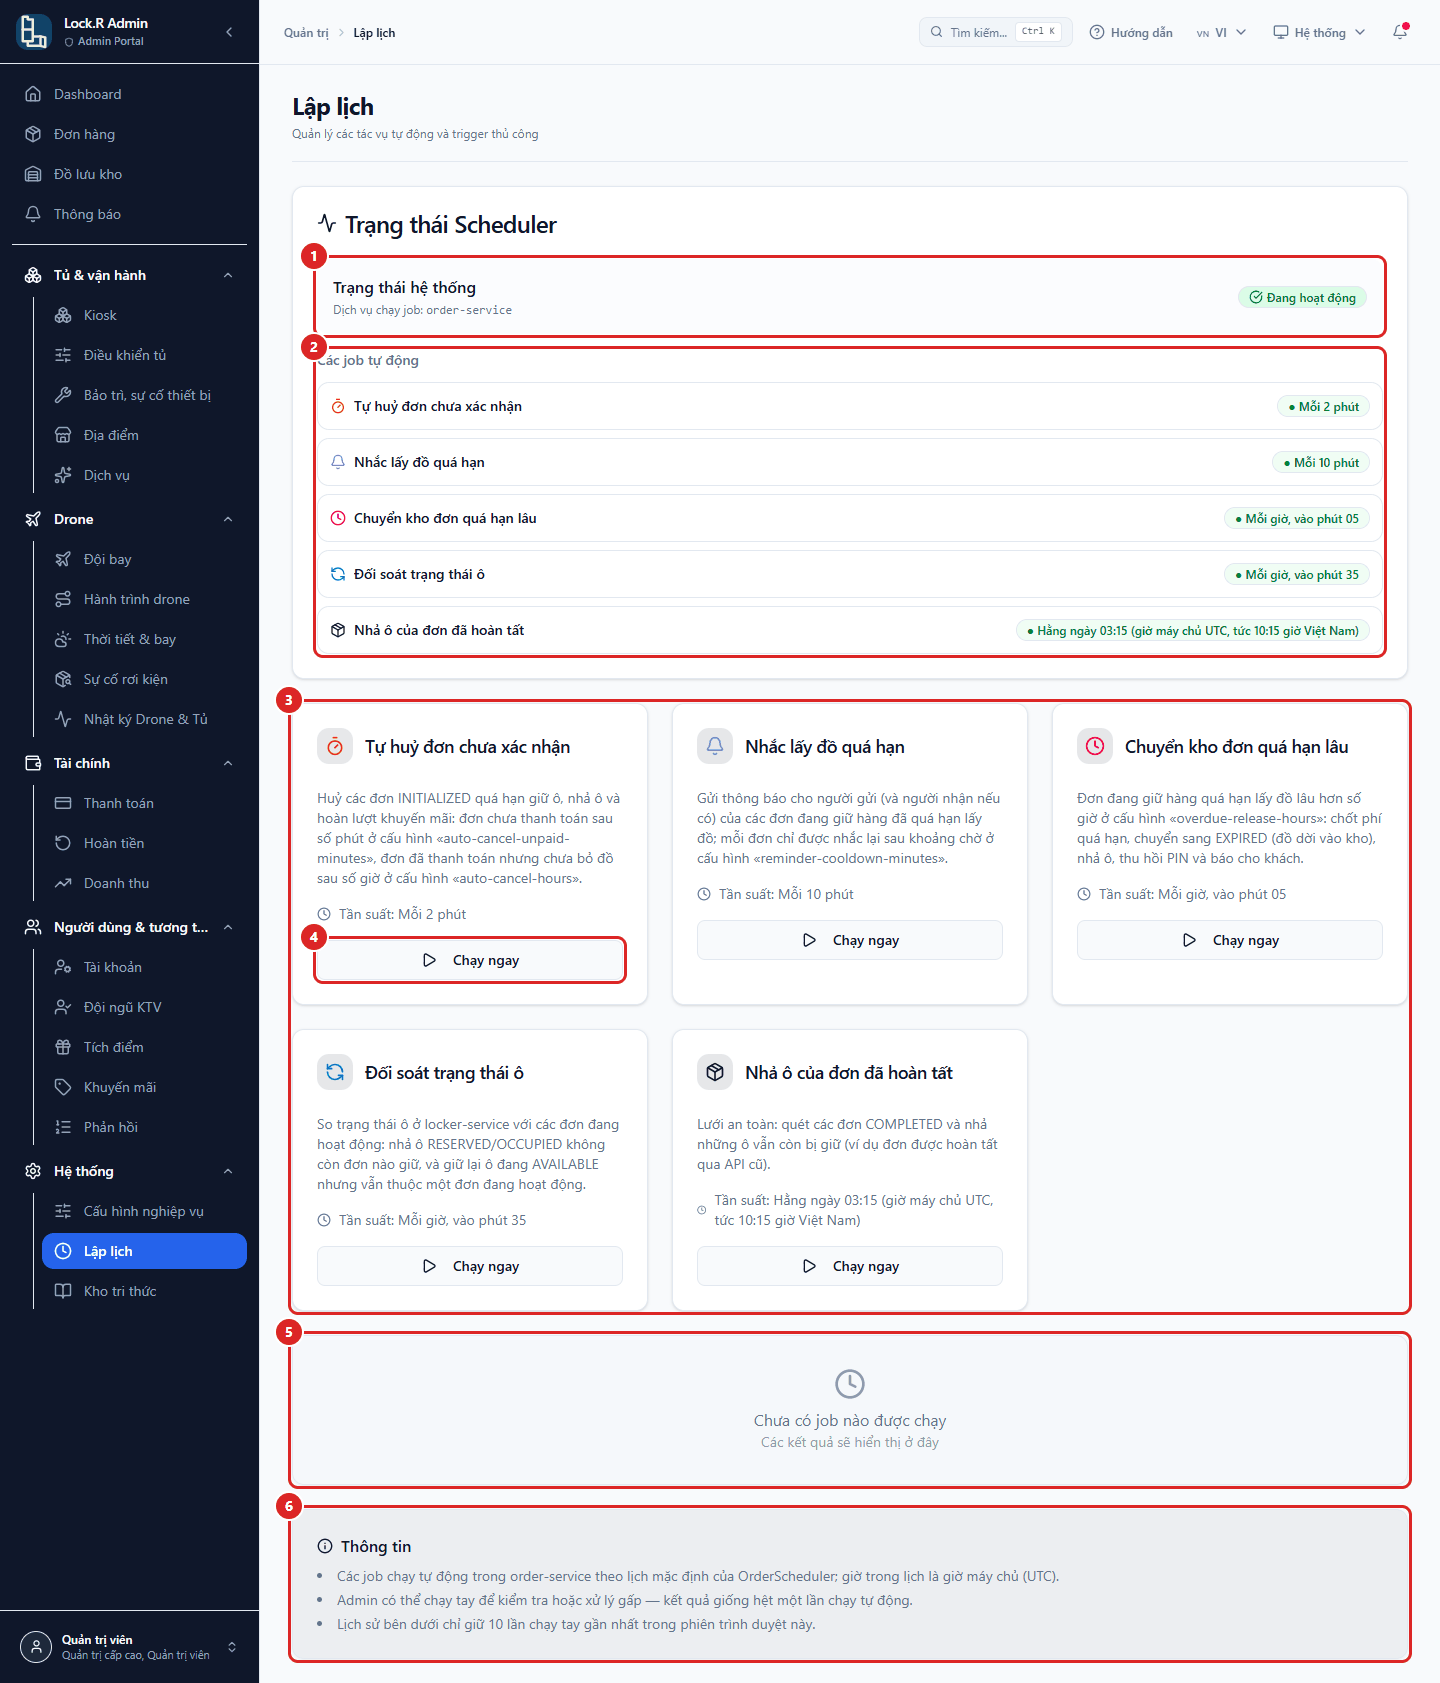 Lock.R Admin
Admin Portal
Quản trị
Lập lịch
Tìm kiếm...
Ctrl K
Hướng dẫn
VN VI
Hệ thống
Dashboard
Đơn hàng
Đồ lưu kho
Thông báo
Tủ & vận hành
Kiosk
Điều khiển tủ
Bảo trì, sự cố thiết bị
Địa điểm
Dịch vụ
Drone
Đội bay
Hành trình drone
Thời tiết & bay
Sự cố rơi kiện
Nhật ký Drone & Tủ
Tài chính
Thanh toán
Hoàn tiền
Doanh thu
Người dùng & tương t...
Tài khoản
Đội ngũ KTV
Tích điểm
Khuyến mãi
Phản hồi
Hệ thống
Cấu hình nghiệp vụ
Lập lịch
Kho tri thức
Quản trị viên
Quản trị cấp cao, Quản trị viên
Lập lịch
Quản lý các tác vụ tự động và trigger thủ công
Trạng thái Scheduler
1
Trạng thái hệ thống
Dịch vụ chạy job: order-service
Đang hoạt động
2
Các job tự động
Tự huỷ đơn chưa xác nhận
● Mỗi 2 phút
Nhắc lấy đồ quá hạn
● Mỗi 10 phút
Chuyển kho đơn quá hạn lâu
● Mỗi giờ, vào phút 05
Đối soát trạng thái ô
● Mỗi giờ, vào phút 35
Nhả ô của đơn đã hoàn tất
● Hằng ngày 03:15 (giờ máy chủ UTC, tức 10:15 giờ Việt Nam)
3
Tự huỷ đơn chưa xác nhận
Huỷ các đơn INITIALIZED quá hạn giữ ô, nhả ô và
hoàn lượt khuyến mãi: đơn chưa thanh toán sau
số phút ở cấu hình «auto-cancel-unpaid-
minutes», đơn đã thanh toán nhưng chưa bỏ đồ
sau số giờ ở cấu hình «auto-cancel-hours».
Tần suất: Mỗi 2 phút
4
Chạy ngay
Nhắc lấy đồ quá hạn
Gửi thông báo cho người gửi (và người nhận nếu
có) của các đơn đang giữ hàng đã quá hạn lấy
đồ; mỗi đơn chỉ được nhắc lại sau khoảng chờ ở
cấu hình «reminder-cooldown-minutes».
Tần suất: Mỗi 10 phút
Chạy ngay
Chuyển kho đơn quá hạn lâu
Đơn đang giữ hàng quá hạn lấy đồ lâu hơn số
giờ ở cấu hình «overdue-release-hours»: chốt phí
quá hạn, chuyển sang EXPIRED (đồ dời vào kho),
nhả ô, thu hồi PIN và báo cho khách.
Tần suất: Mỗi giờ, vào phút 05
Chạy ngay
Đối soát trạng thái ô
So trạng thái ô ở locker-service với các đơn đang
hoạt động: nhả ô RESERVED/OCCUPIED không
còn đơn nào giữ, và giữ lại ô đang AVAILABLE
nhưng vẫn thuộc một đơn đang hoạt động.
Tần suất: Mỗi giờ, vào phút 35
Chạy ngay
Nhả ô của đơn đã hoàn tất
Lưới an toàn: quét các đơn COMPLETED và nhả
những ô vẫn còn bị giữ (ví dụ đơn được hoàn tất
qua API cũ).
Tần suất: Hằng ngày 03:15 (giờ máy chủ UTC,
tức 10:15 giờ Việt Nam)
Chạy ngay
5
Chưa có job nào được chạy
Các kết quả sẽ hiển thị ở đây
6
Thông tin
• Các job chạy tự động trong order-service theo lịch mặc định của OrderScheduler; giờ trong lịch là giờ máy chủ (UTC).
• Admin có thể chạy tay để kiểm tra hoặc xử lý gấp — kết quả giống hệt một lần chạy tự động.
• Lịch sử bên dưới chỉ giữ 10 lần chạy tay gần nhất trong phiên trình duyệt này.